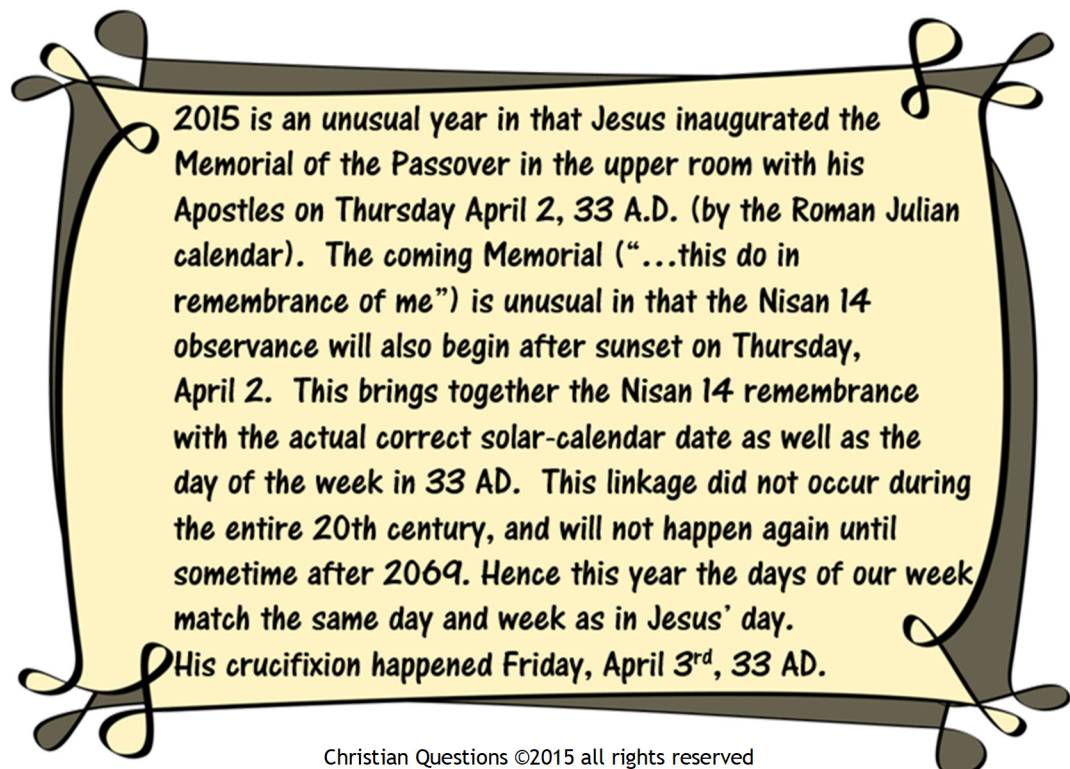 2015 is an unusual year in that Jesus inaugurated the
Memorial of the Passover in the upper room with his
Apostles on Thursday April 2, 33 A.D. (by the Roman Julian
calendar).  The coming Memorial (“...this do in
remembrance of me”) is unusual in that the Nisan 14
observance will also begin after sunset on Thursday,
April 2.  This brings together the Nisan 14 remembrance
with the actual correct solar-calendar date as well as the
day of the week in 33 AD.  This linkage did not occur during
the entire 20th century, and will not happen again until
sometime after 2069. Hence this year the days of our week
match the same day and week as in Jesus’ day.
His crucifixion happened Friday, April 3rd, 33 AD.
Christian Questions ©2015 all rights reserved